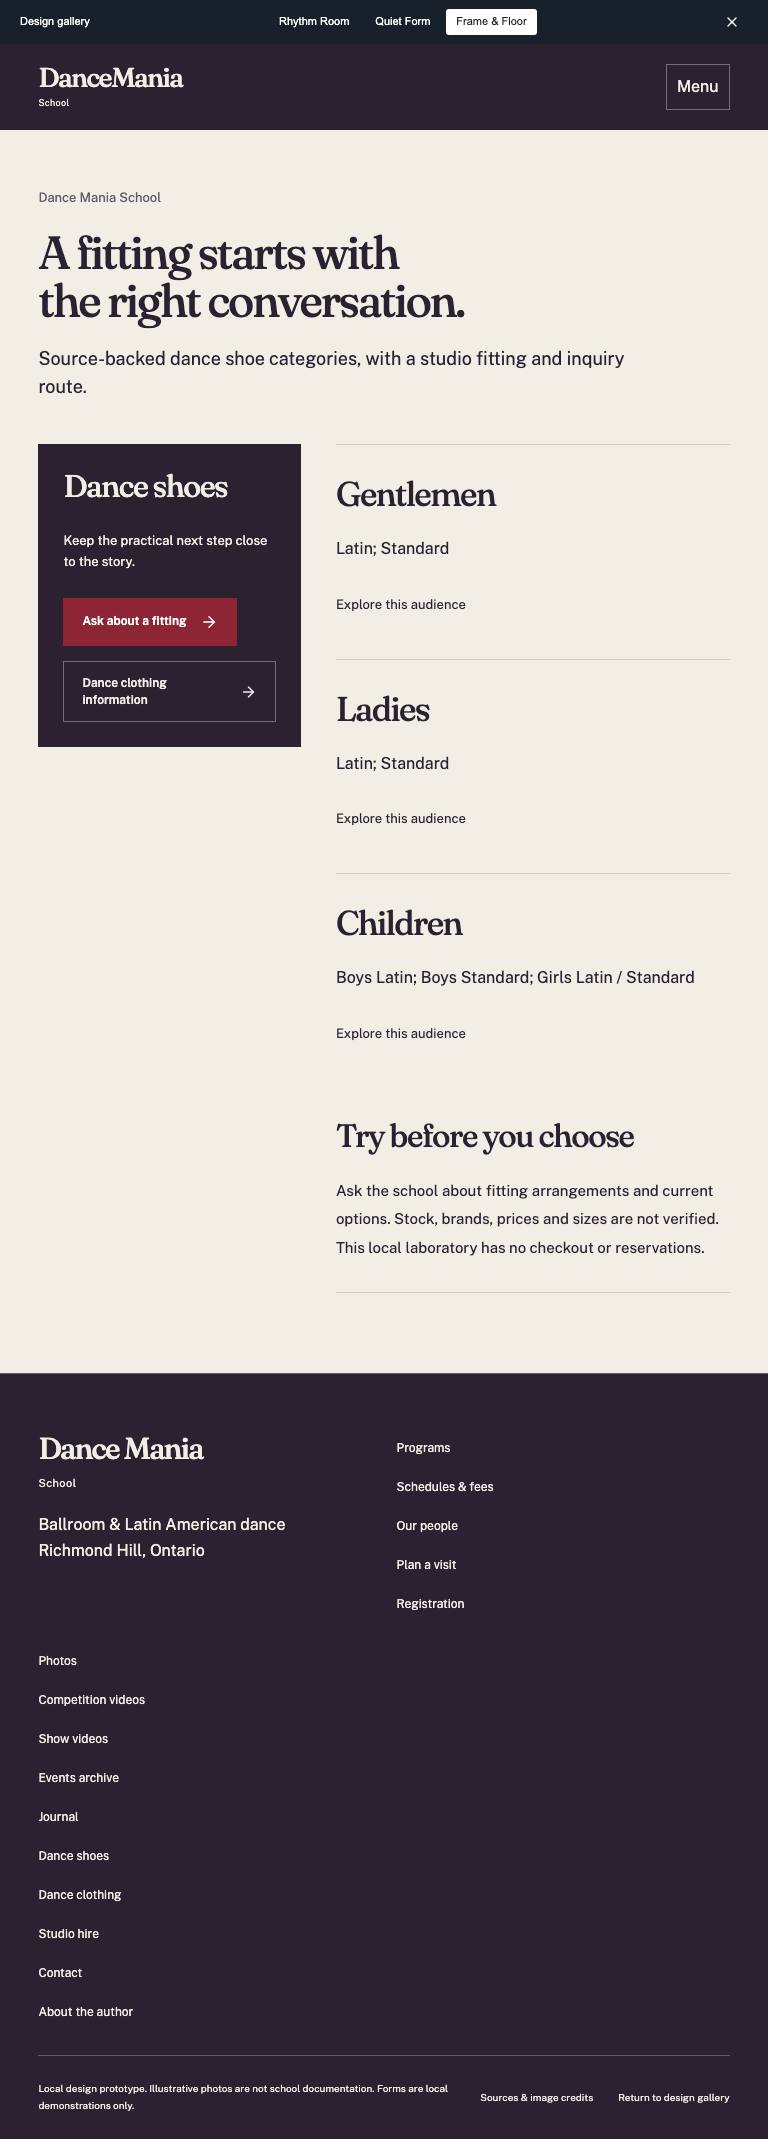 Design gallery
Rhythm Room
Quiet Form
Frame & Floor
DanceMania
School
Menu
Dance Mania School
A fitting starts with
the right conversation.
Source-backed dance shoe categories, with a studio fitting and inquiry
route.
Dance shoes
Keep the practical next step close
to the story.
Ask about a fitting
Dance clothing
information
Gentlemen
Latin; Standard
Explore this audience
Ladies
Latin; Standard
Explore this audience
Children
Boys Latin; Boys Standard; Girls Latin / Standard
Explore this audience
Try before you choose
Ask the school about fitting arrangements and current
options. Stock, brands, prices and sizes are not verified.
This local laboratory has no checkout or reservations.
Dance Mania
School
Ballroom & Latin American dance
Richmond Hill, Ontario
Programs
Schedules & fees
Our people
Plan a visit
Registration
Photos
Competition videos
Show videos
Events archive
Journal
Dance shoes
Dance clothing
Studio hire
Contact
About the author
Local design prototype. Illustrative photos are not school documentation. Forms are local
demonstrations only.
Sources & image credits
Return to design gallery